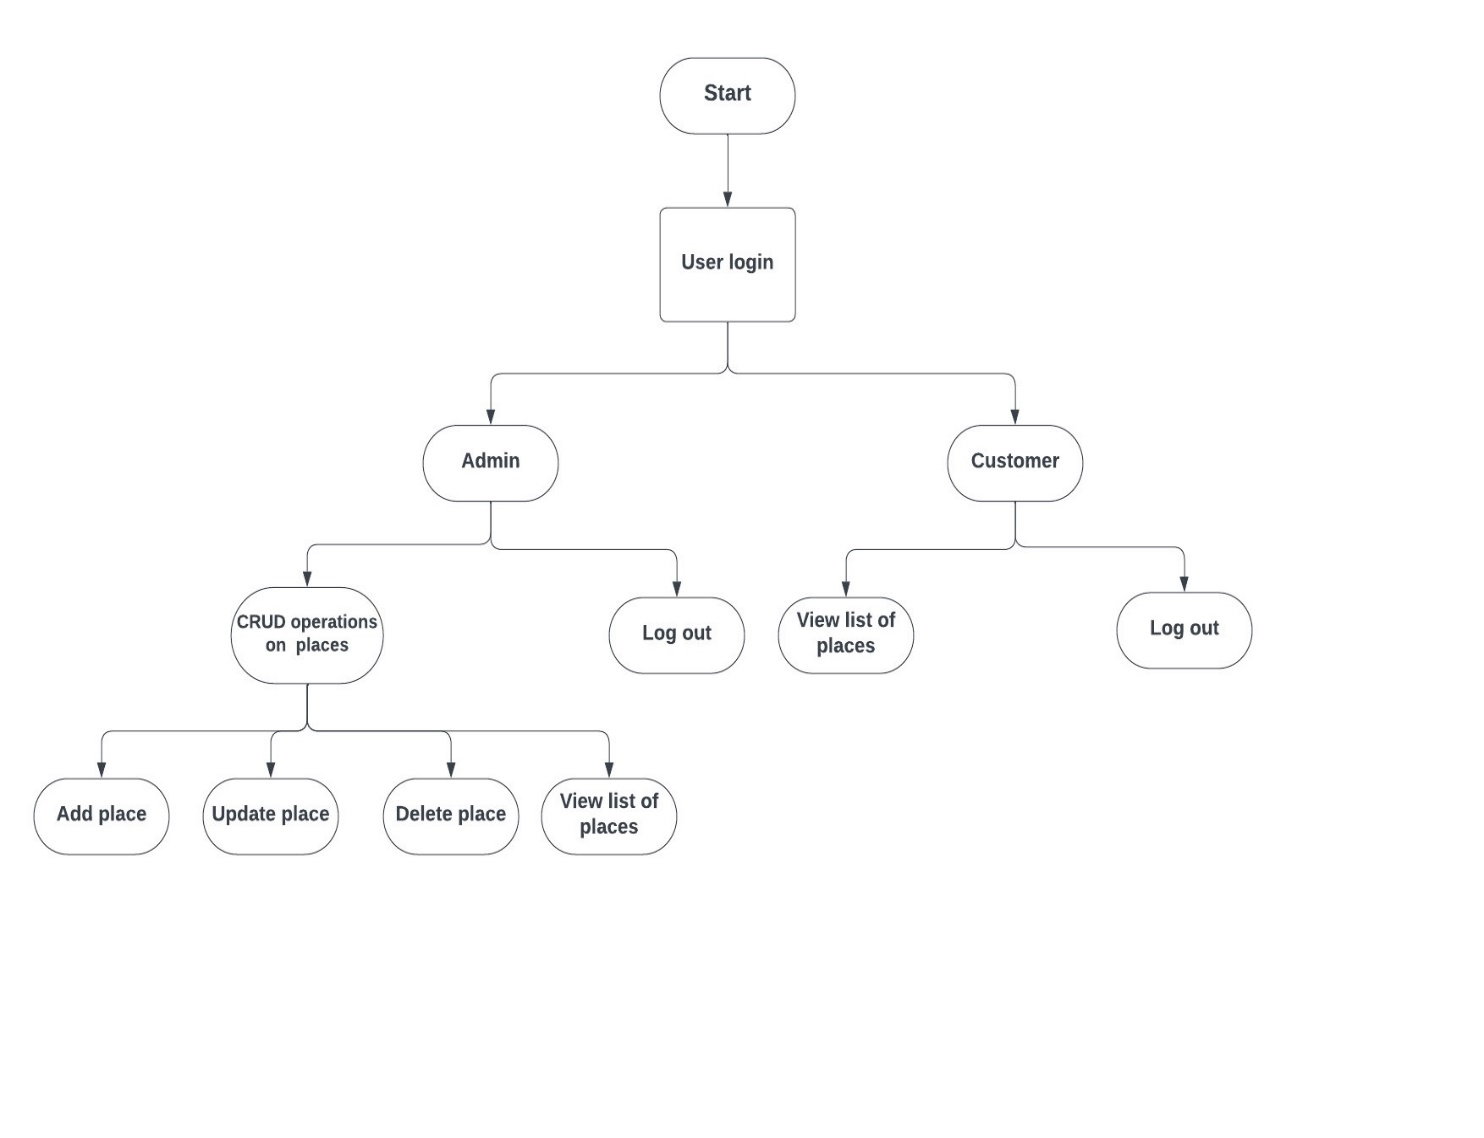 Start
User login
Admin
Customer
CRUD operations
on  places
Log out
View list of
places
Log out
Add place
Update place
Delete place
View list of
places